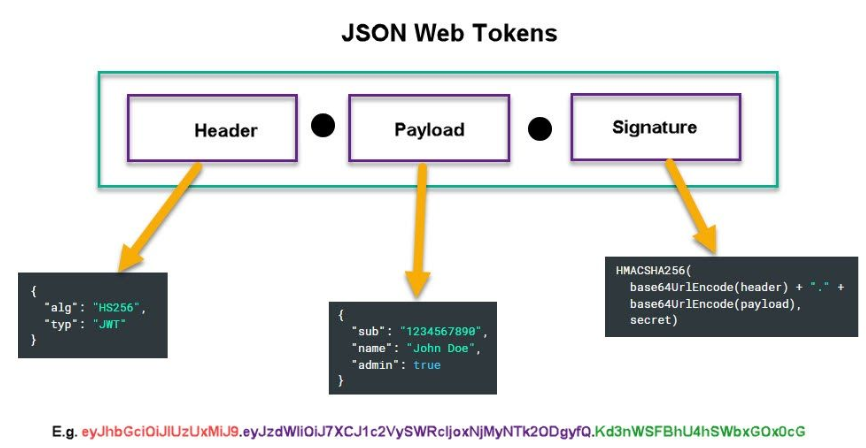 JSON Web Tokens
Header
Payload
Signature
{
"alg": "HS256",
"typ": "JWT"
}
{
"sub": "1234567890",
"name": "John Doe",
"admin": true
}
HMACSHA256(
base64UrlEncode(header) + "." +
base64UrlEncode(payload),
secret)
E.g. eyJhbGciOiJIUzUxMiJ9.eyJzdWIiOiJ7XCJ1c2VySWRcIjoxNjMyNTk2ODgyfQ.Kd3nWSFBhU4hSWbxGOx0cG